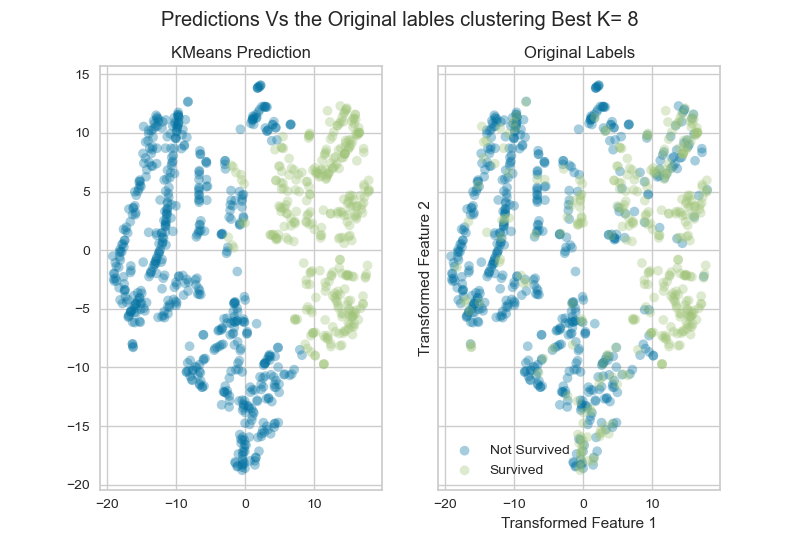 Predictions Vs the Original lables clustering Best K= 8
KMeans Prediction
15
10
5
0
−5
−10
−15
−20
−20
−10
0
10
Original Labels
Transformed Feature 2
Not Survived
Survived
−20
−10
0
10
Transformed Feature 1